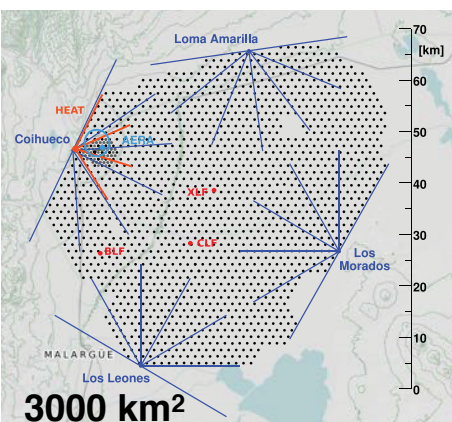 70
[km]
Loma Amarilla
60
HEAT
50
Coihueco
AERA
40
XLF
30
CLF
BLF
Los
Morados
20
10
MALARGÜE
Los Leones
0
3000 km²